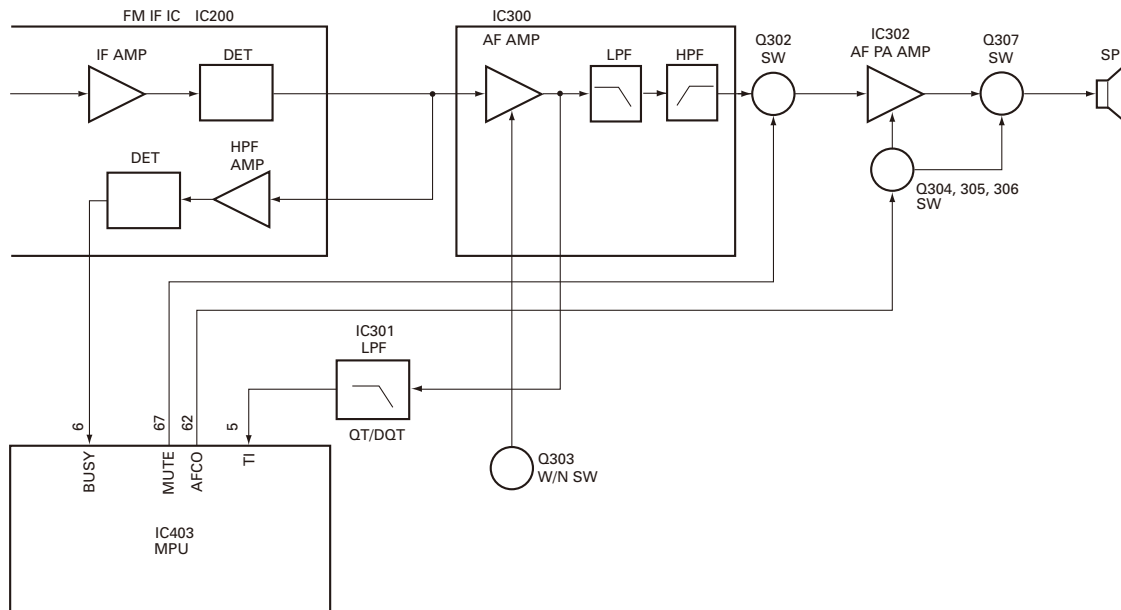 FM IF IC IC200
IF AMP
DET
DET
HPF
AMP
IC300
AF AMP
LPF
HPF
Q302
SW
IC302
AF PA AMP
Q307
SW
SP
Q304, 305, 306
SW
IC301
LPF
QT/DQT
Q303
W/N SW
6
67
62
5
BUSY
MUTE
AFCO
TI
IC403
MPU